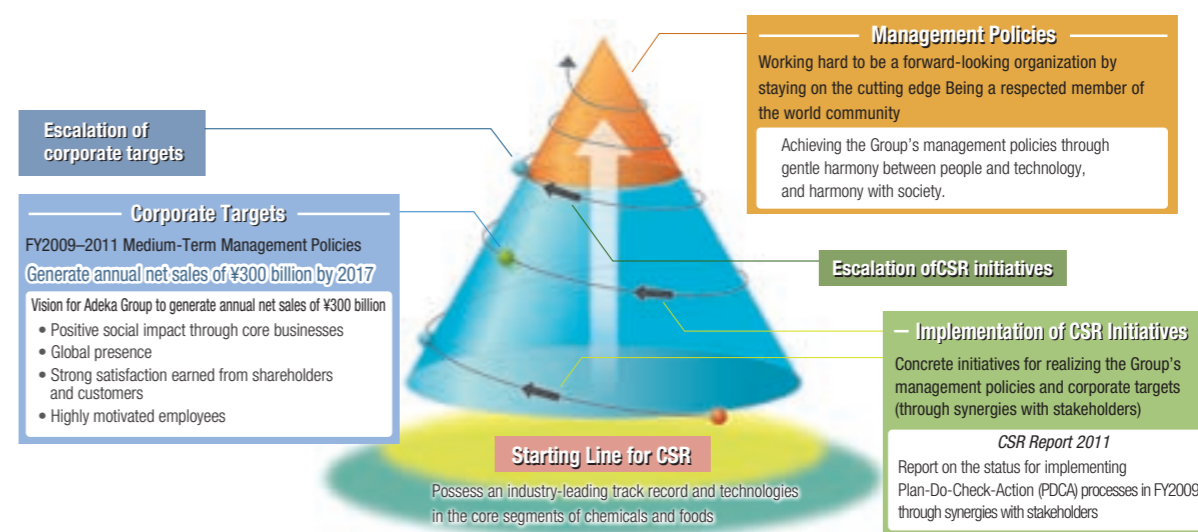 Management Policies
Working hard to be a forward-looking organization by
staying on the cutting edge Being a respected member of
the world community
Achieving the Group's management policies through
gentle harmony between people and technology,
and harmony with society.
Escalation of
corporate targets
Corporate Targets
FY2009–2011 Medium-Term Management Policies
Generate annual net sales of ¥300 billion by 2017
Vision for Adeka Group to generate annual net sales of ¥300 billion
• Positive social impact through core businesses
• Global presence
• Strong satisfaction earned from shareholders
and customers
• Highly motivated employees
Escalation ofCSR initiatives
Implementation of CSR Initiatives
Concrete initiatives for realizing the Group's
management policies and corporate targets
(through synergies with stakeholders)
CSR Report 2011
Report on the status for implementing
Plan-Do-Check-Action (PDCA) processes in FY2009
through synergies with stakeholders
Starting Line for CSR
Possess an industry-leading track record and technologies
in the core segments of chemicals and foods